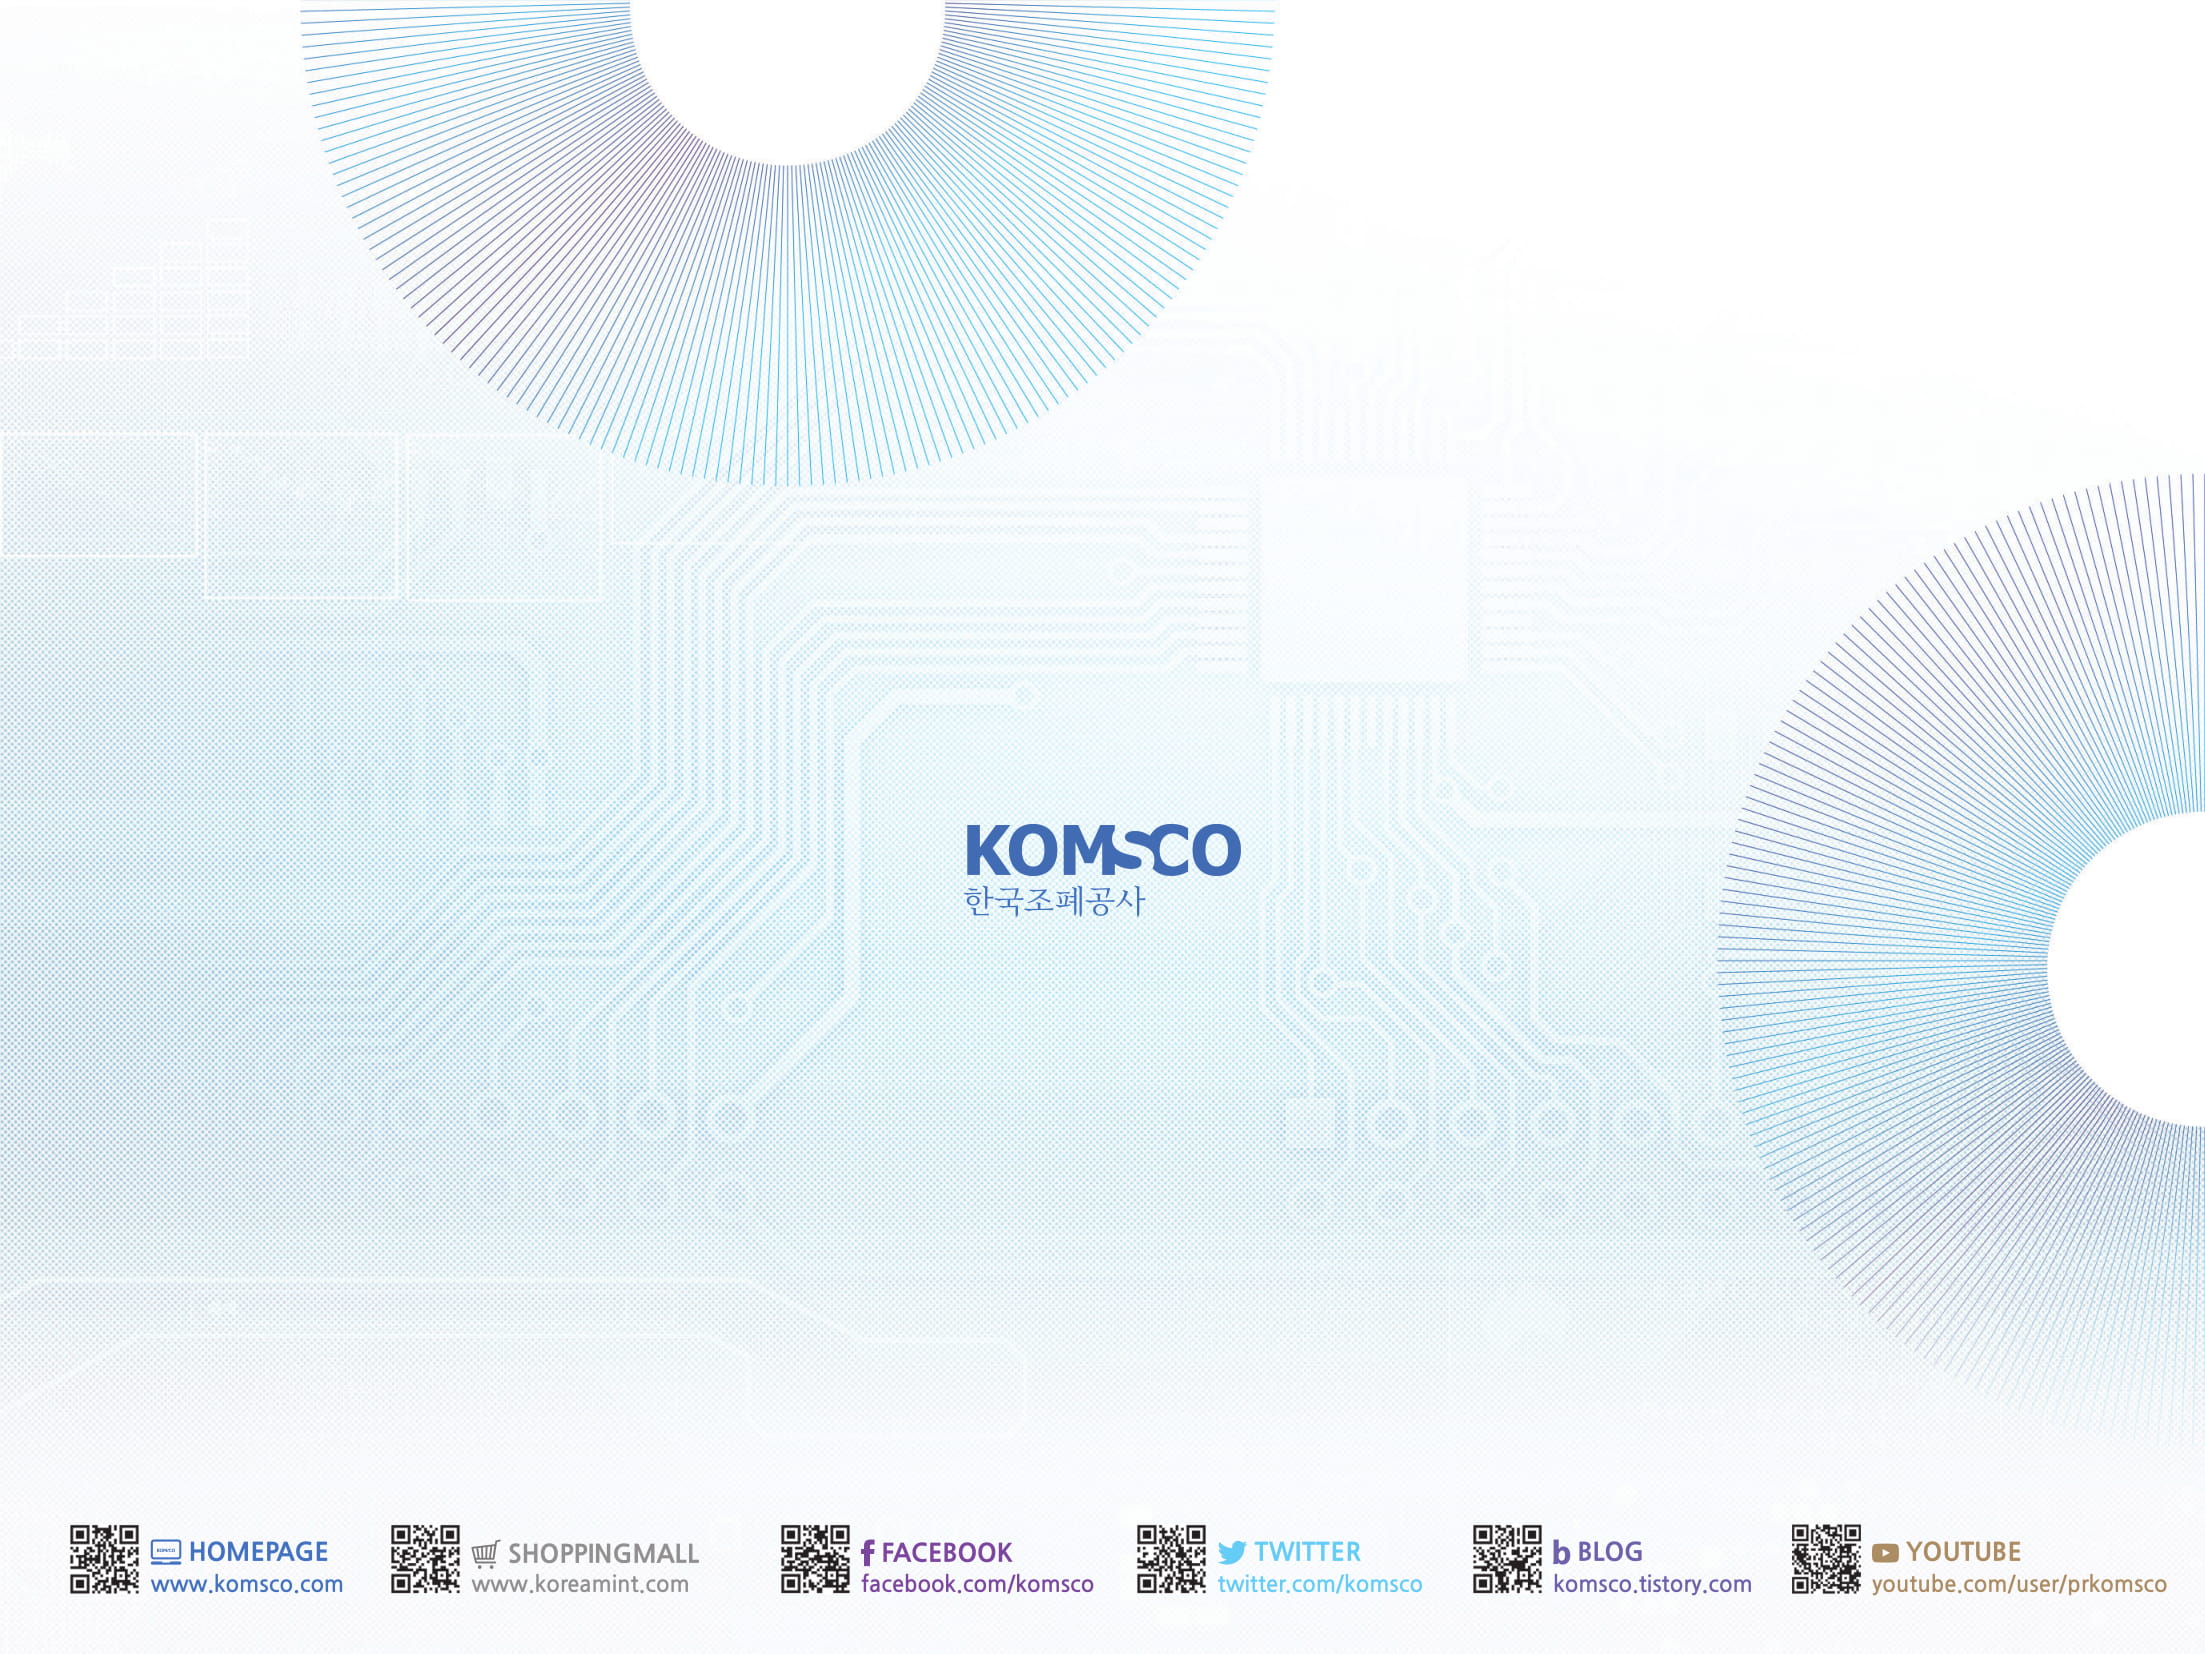 KOMSCO
한국조폐공사
HOMEPAGE
www.komsco.com
SHOPPINGMALL
www.koreamint.com
FACEBOOK
facebook.com/komsco
TWITTER
twitter.com/komsco
b BLOG
komsco.tistory.com
YOUTUBE
youtube.com/user/prkomsco